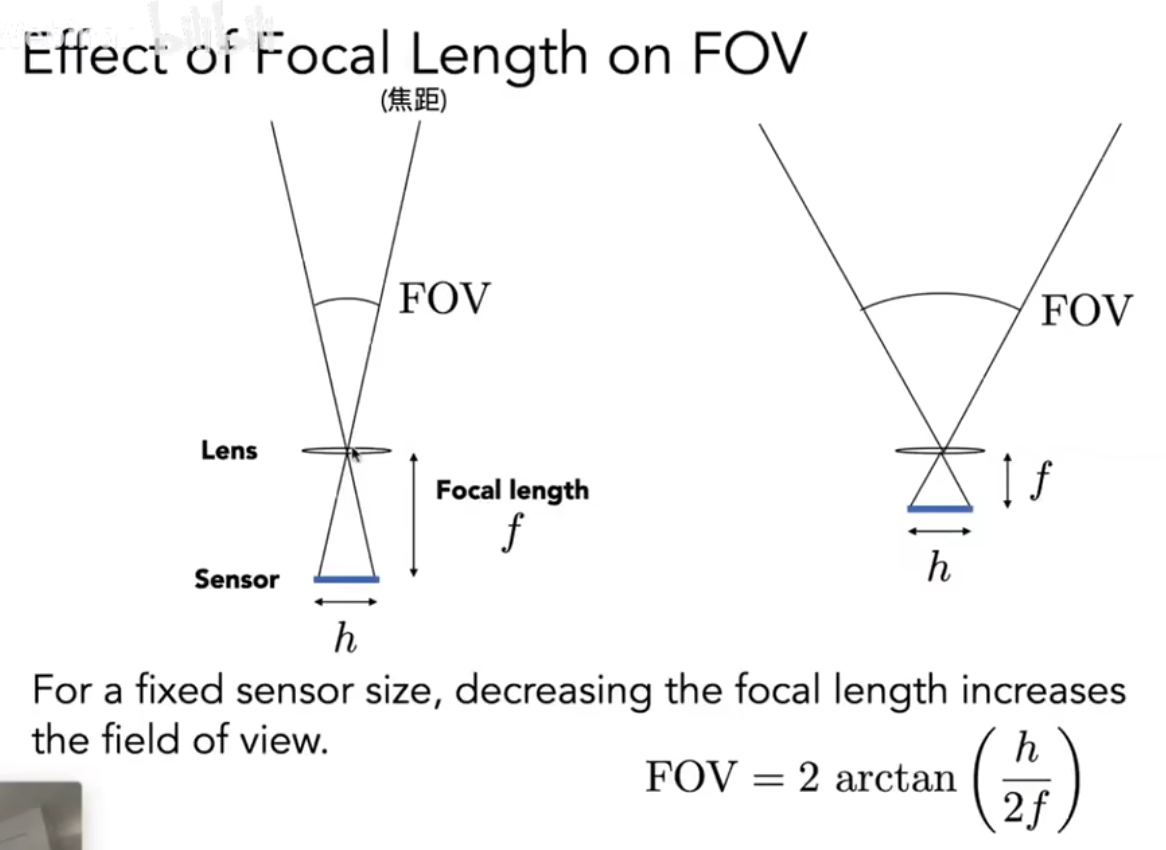 Effect of Focal Length on FOV
(焦距)
FOV
FOV
Lens
Focal length
f
f
Sensor
h
h
For a fixed sensor size, decreasing the focal length increases
the field of view.
FOV = 2 arctan (h/2f)